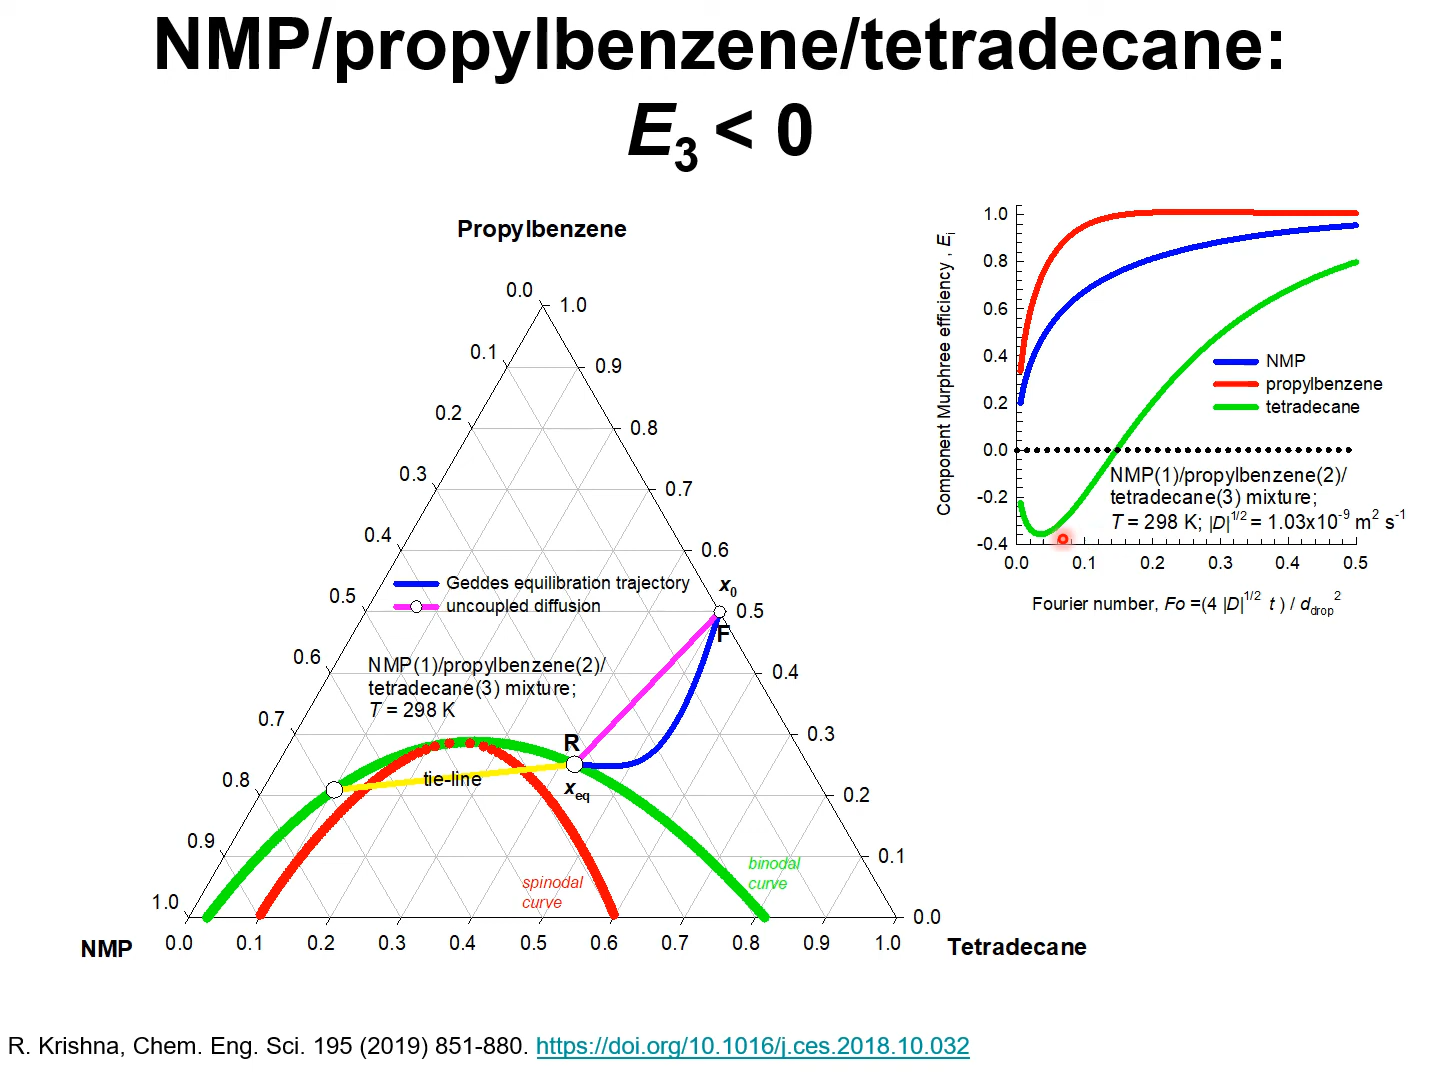 NMP/propylbenzene/tetradecane:
E3 < 0
Propylbenzene
0.0 1.0
0.1 0.9
0.2 0.8
0.3 0.7
0.4 0.6
Geddes equilibration trajectory
uncoupled diffusion
x0
0.5 0.5
F
NMP(1)/propylbenzene(2)/
tetradecane(3) mixture;
T = 298 K
0.6 0.4
0.7 0.3
R
tie-line
xeq
0.8 0.2
0.9 0.1
spinodal
curve
binodal
curve
1.0 0.0
NMP 0.0 0.1 0.2 0.3 0.4 0.5 0.6 0.7 0.8 0.9 1.0 Tetradecane
Component Murphree efficiency , Ei
1.0
0.8
0.6
0.4
0.2
0.0
-0.2
-0.4
NMP
propylbenzene
tetradecane
NMP(1)/propylbenzene(2)/
tetradecane(3) mixture;
T = 298 K; |D|1/2 = 1.03x10-9 m2 s-1
0.0 0.1 0.2 0.3 0.4 0.5
Fourier number, Fo =(4 |D|1/2 t ) / ddrop2
R. Krishna, Chem. Eng. Sci. 195 (2019) 851-880. https://doi.org/10.1016/j.ces.2018.10.032